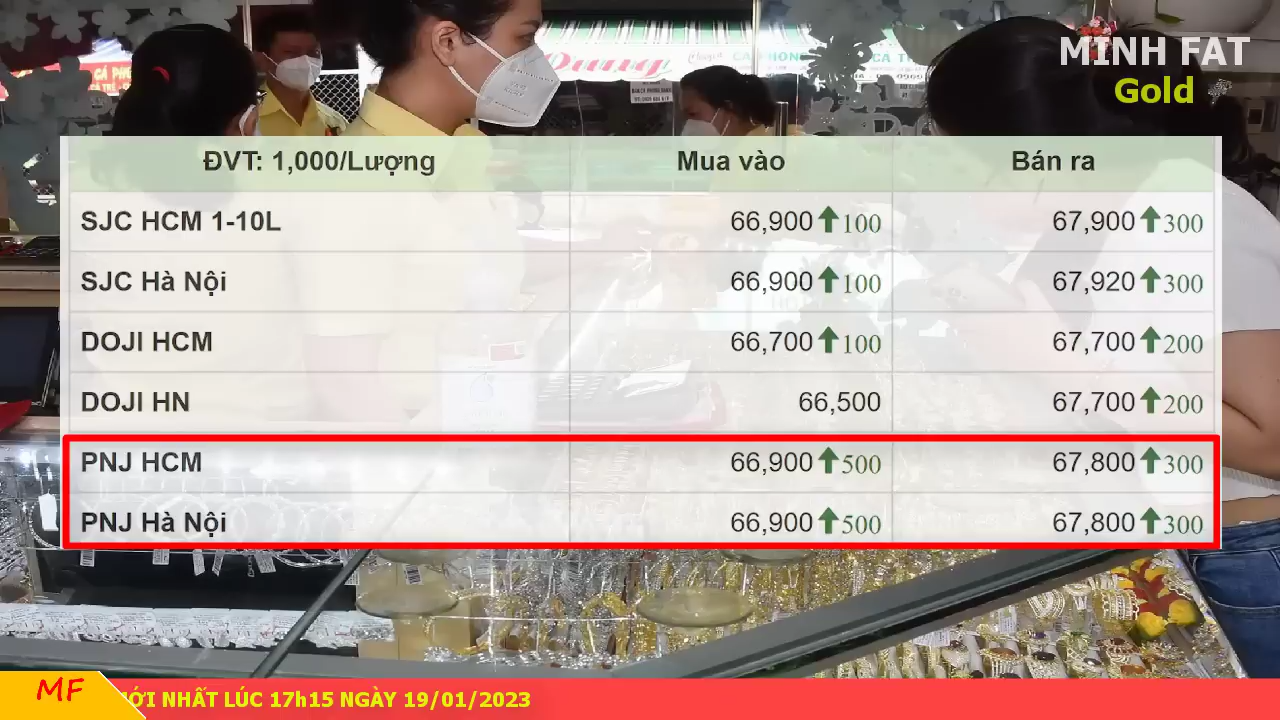 MINH FAT
Gold
Quang
CÁ PH
ĐVT: 1,000/Lượng Mua vào Bán ra
SJC HCM 1-10L 66,900 100 67,900 300
SJC Hà Nội 66,900 100 67,920 300
DOJI HCM 66,700 100 67,700 200
DOJI HN 66,500 67,700 200
PNJ HCM 66,900 500 67,800 300
PNJ Hà Nội 66,900 500 67,800 300
MF
NHẤT LÚC 17h15 NGÀY 19/01/2023